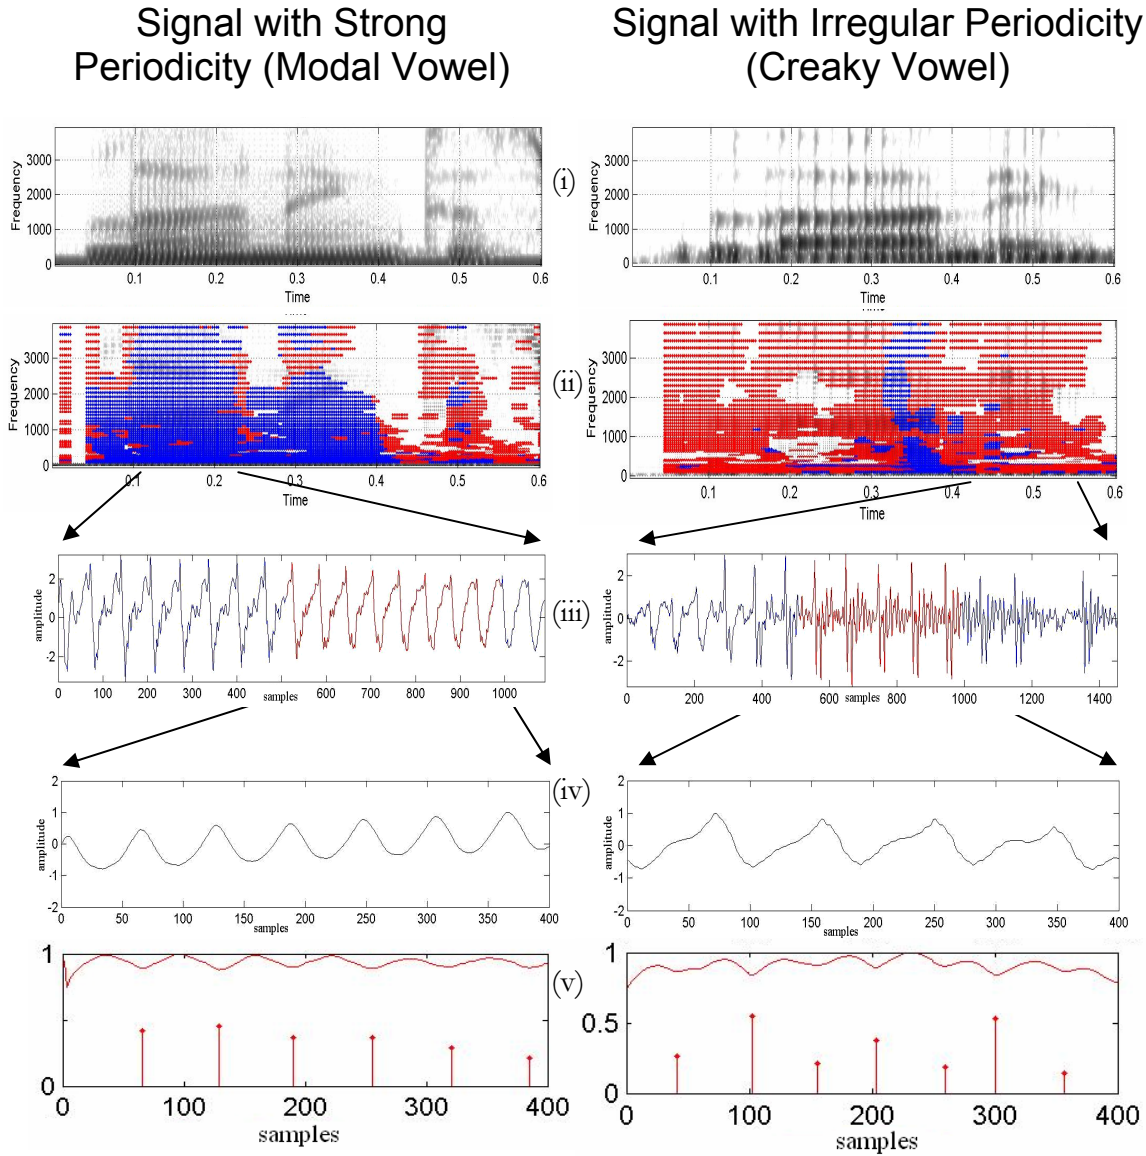 Signal with Strong
Periodicity (Modal Vowel)
Signal with Irregular Periodicity
(Creaky Vowel)
Frequency
3000
2000
1000
0
0.1 0.2 0.3 0.4 0.5 0.6
Time
(i)
Frequency
3000
2000
1000
0
0.1 0.2 0.3 0.4 0.5 0.6
Time
Frequency
3000
2000
1000
0
0.1 0.2 0.3 0.4 0.5 0.6
Time
(ii)
Frequency
3000
2000
1000
0
0.1 0.2 0.3 0.4 0.5 0.6
Time
amplitude
2
0
-2
0 100 200 300 400 samples 600 700 800 900 1000
(iii)
amplitude
2
0
-2
0 200 400 600 samples 800 1000 1200 1400
amplitude
2
1
0
-1
-2
0 50 100 150 200 250 300 350 400
samples
(iv)
amplitude
2
1
0
-1
-2
0 50 100 150 200 250 300 350 400
samples
1
0
0 100 200 300 400
samples
(v)
1
0.5
0
0 100 200 300 400
samples